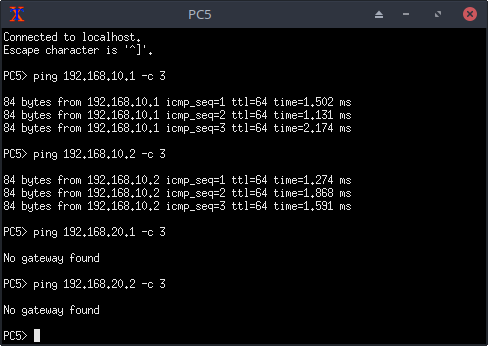 PC5
Connected to localhost.
Escape character is '^]'.
PC5> ping 192.168.10.1 -c 3
84 bytes from 192.168.10.1 icmp_seq=1 ttl=64 time=1.502 ms
84 bytes from 192.168.10.1 icmp_seq=2 ttl=64 time=1.131 ms
84 bytes from 192.168.10.1 icmp_seq=3 ttl=64 time=2.174 ms
PC5> ping 192.168.10.2 -c 3
84 bytes from 192.168.10.2 icmp_seq=1 ttl=64 time=1.274 ms
84 bytes from 192.168.10.2 icmp_seq=2 ttl=64 time=1.868 ms
84 bytes from 192.168.10.2 icmp_seq=3 ttl=64 time=1.591 ms
PC5> ping 192.168.20.1 -c 3
No gateway found
PC5> ping 192.168.20.2 -c 3
No gateway found
PC5>